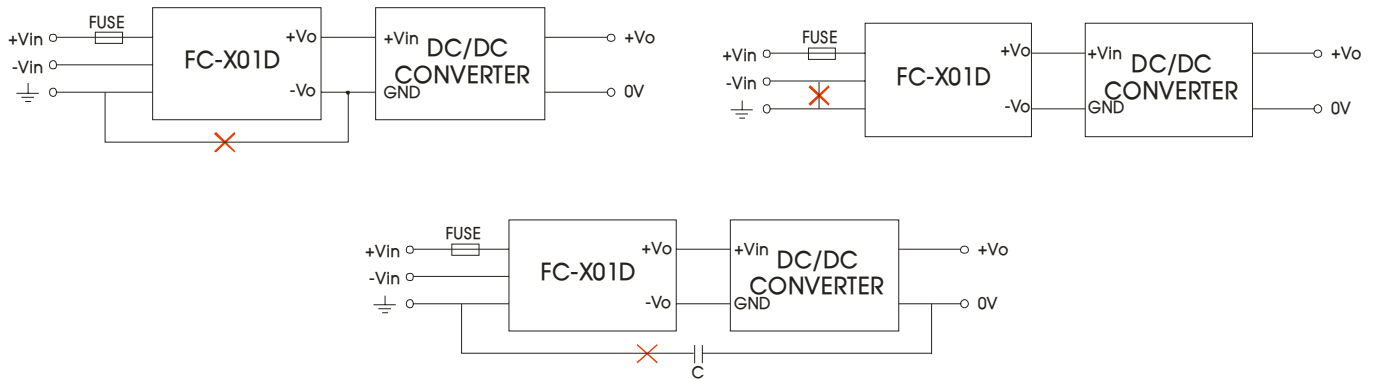 FUSE
+Vin
-Vin
FC-X01D
+Vo
-Vo
+Vin
GND
DC/DC
CONVERTER
+Vo
0V
FUSE
+Vin
-Vin
FC-X01D
+Vo
-Vo
+Vin
GND
DC/DC
CONVERTER
+Vo
0V
FUSE
+Vin
-Vin
FC-X01D
+Vo
-Vo
+Vin
GND
DC/DC
CONVERTER
+Vo
0V
C